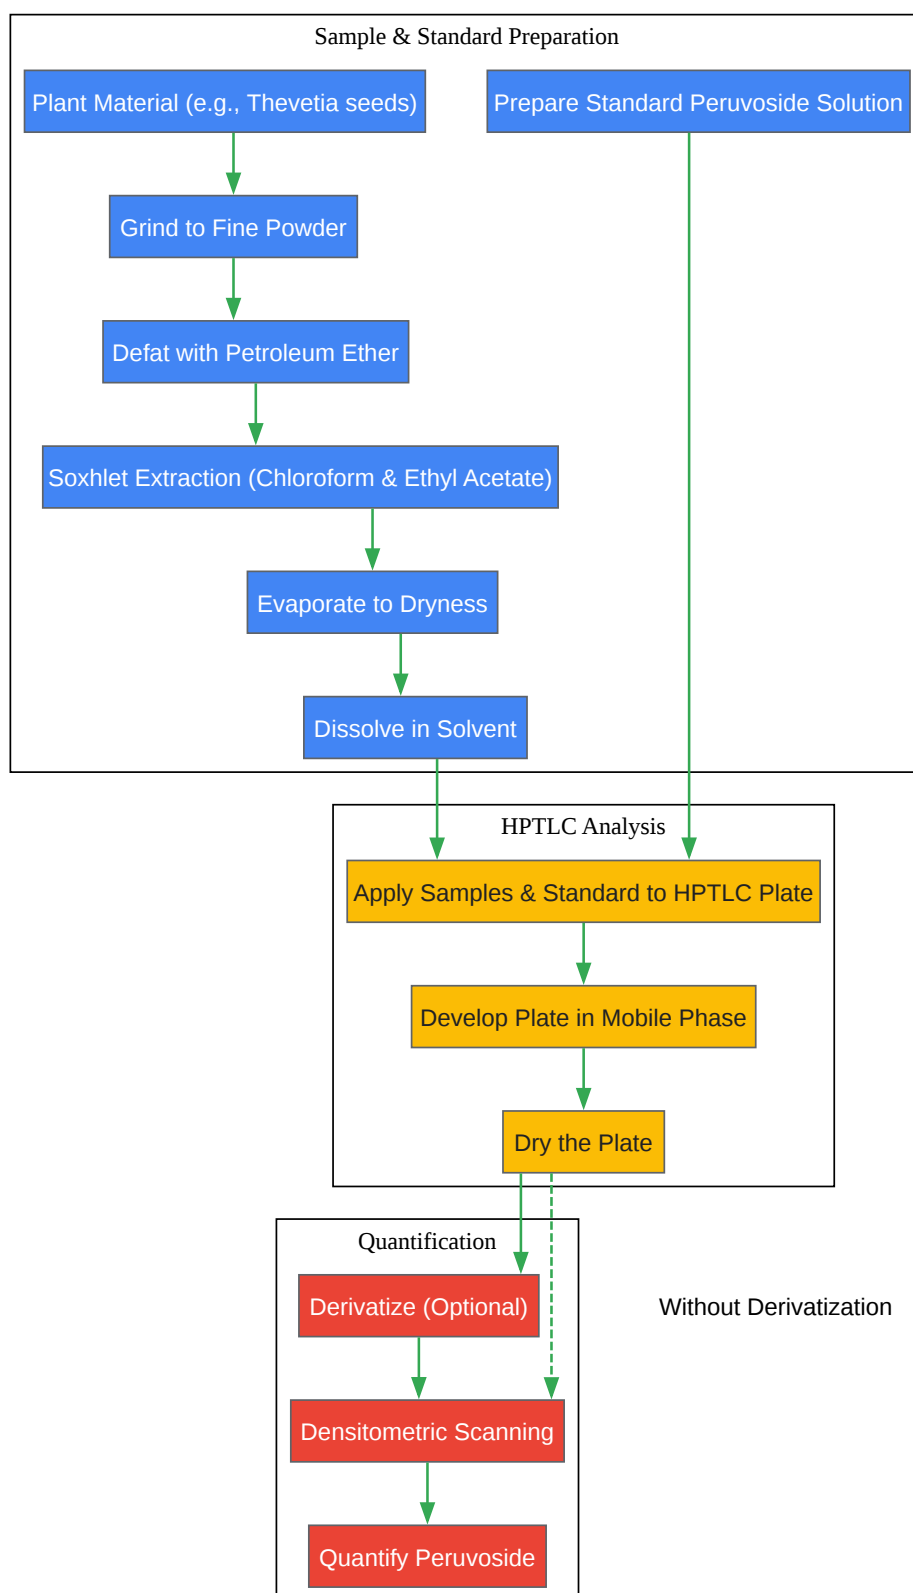 Sample & Standard Preparation
Plant Material (e.g., Thevetia seeds)
Prepare Standard Peruvoside Solution
Grind to Fine Powder
Defat with Petroleum Ether
Soxhlet Extraction (Chloroform & Ethyl Acetate)
Evaporate to Dryness
Dissolve in Solvent
HPTLC Analysis
Apply Samples & Standard to HPTLC Plate
Develop Plate in Mobile Phase
Dry the Plate
Quantification
Derivatize (Optional)
Without Derivatization
Densitometric Scanning
Quantify Peruvoside